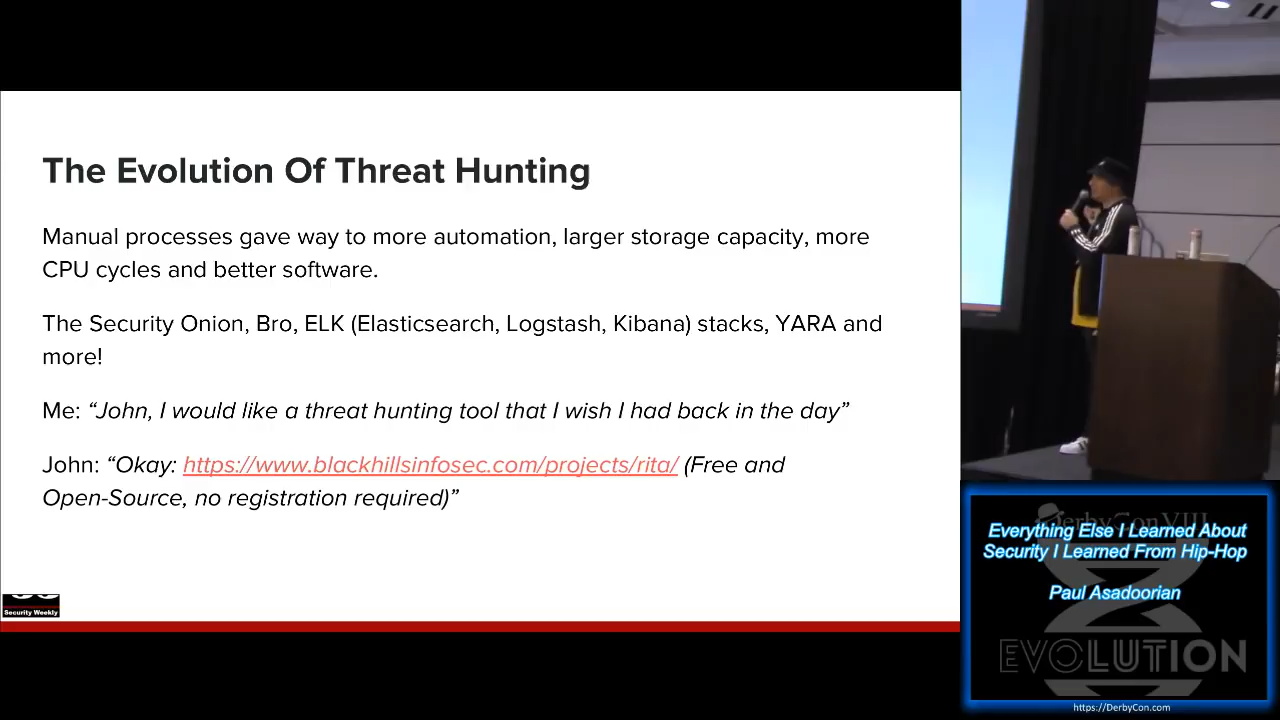 The Evolution Of Threat Hunting
Manual processes gave way to more automation, larger storage capacity, more
CPU cycles and better software.
The Security Onion, Bro, ELK (Elasticsearch, Logstash, Kibana) stacks, YARA and
more!
Me: “John, I would like a threat hunting tool that I wish I had back in the day”
John: “Okay: https://www.blackhillsinfosec.com/projects/rita/ (Free and
Open-Source, no registration required)”
Security Weekly
DerbyCon VIII
Everything Else I Learned About
Security I Learned From Hip-Hop
Paul Asadoorian
EVOLUTION
https://DerbyCon.com